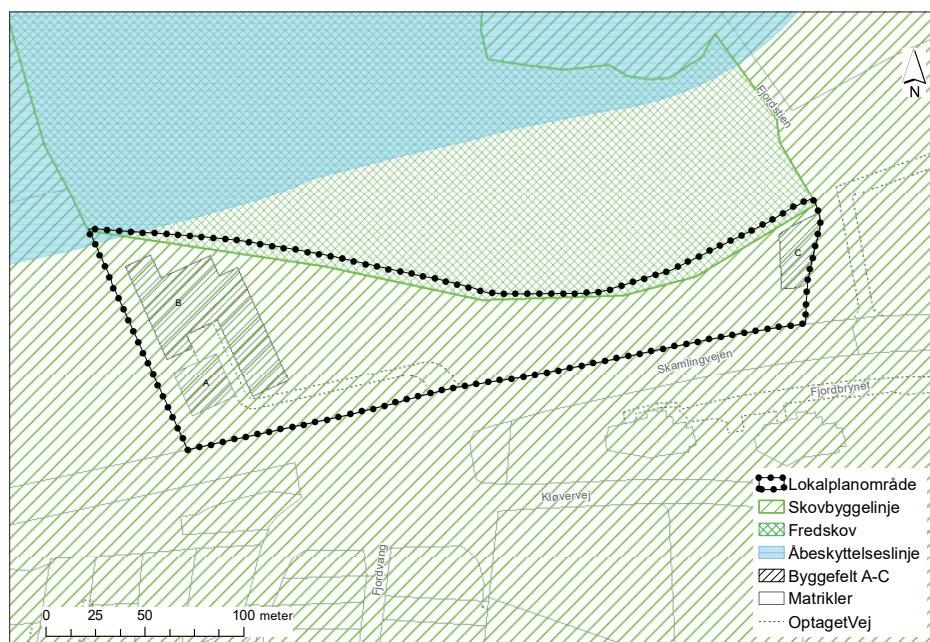 N
Fjordstien
C
B
A
Skamlingvejen
Fjordbrynet
Kløvervej
Fjordvang
Lokalplanområde
Skovbyggelinje
Fredskov
Åbeskyttelseslinje
Byggefelt A-C
Matrikler
OptagetVej
0 25 50 100 meter